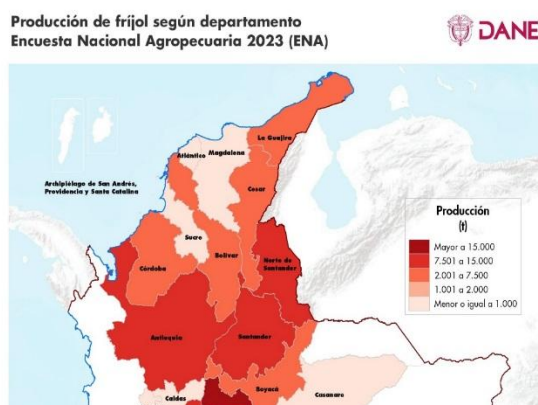 Producción de fríjol según departamento
Encuesta Nacional Agropecuaria 2023 (ENA)
DANE
La Guajira
Magdalena
Atlántico
Archipiélago de San Andrés,
Providencia y Santa Catalina
Cesar
Sucre
Bolívar
Norte de
Santander
Córdoba
Antioquia
Santander
Boyacá
Casanare
Caldas
Producción
(t)
Mayor a 15.000
7.501 a 15.000
2.001 a 7.500
1.001 a 2.000
Menor o igual a 1.000